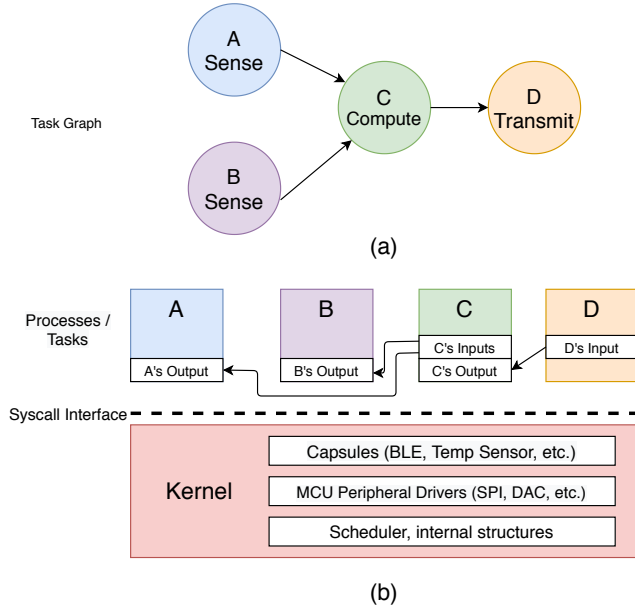 A
Sense
C
Compute
D
Transmit
Task Graph
B
Sense
(a)
Processes /
Tasks
A
B
C
D
C's Inputs
D's Input
A's Output
B's Output
C's Output
Syscall Interface
Kernel
Capsules (BLE, Temp Sensor, etc.)
MCU Peripheral Drivers (SPI, DAC, etc.)
Scheduler, internal structures
(b)